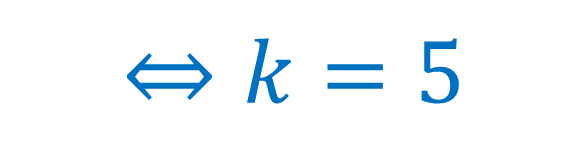 ⇔ k = 5